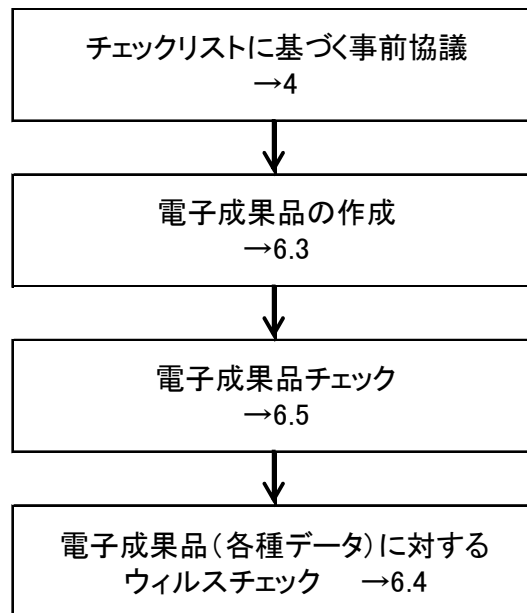 チェックリストに基づく事前協議
→4
電子成果品の作成
→6.3
電子成果品チェック
→6.5
電子成果品(各種データ)に対する
ウィルスチェック →6.4